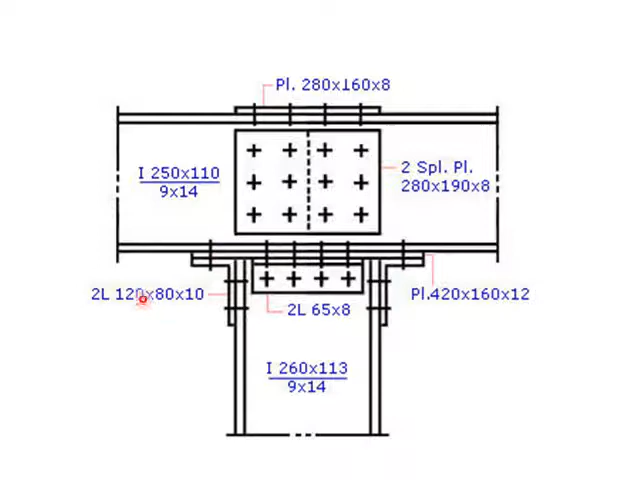 Pl. 280x160x8
I 250x110
9x14
2 Spl. Pl.
280x190x8
2L 120x80x10
2L 65x8
Pl.420x160x12
I 260x113
9x14